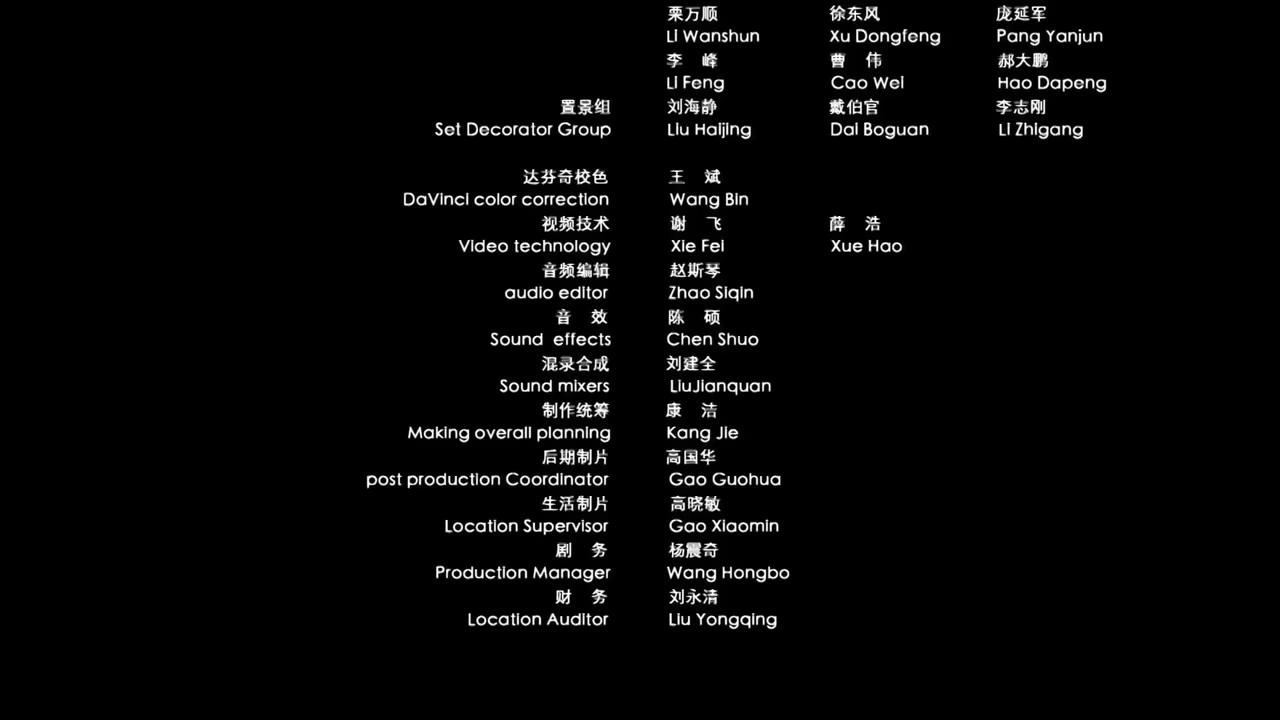 栗万顺 徐东风 庞延军
Li Wanshun Xu Dongfeng Pang Yanjun
李 峰 曹 伟 郝大鹏
Li Feng Cao Wei Hao Dapeng
置景组 刘海静 戴伯官 李志刚
Set Decorator Group Liu Haijing Dai Boguan Li Zhigang
达芬奇校色 王 斌
DaVinci color correction Wang Bin
视频技术 谢 飞 薛 浩
Video technology Xie Fei Xue Hao
音频编辑 赵斯琴
audio editor Zhao Siqin
音 效 陈 硕
Sound effects Chen Shuo
混录合成 刘建全
Sound mixers LiuJianquan
制作统筹 康 洁
Making overall planning Kang Jie
后期制片 高国华
post production Coordinator Gao Guohua
生活制片 高晓敏
Location Supervisor Gao Xiaomin
剧 务 杨震奇
Production Manager Wang Hongbo
财 务 刘永清
Location Auditor Liu Yongqing